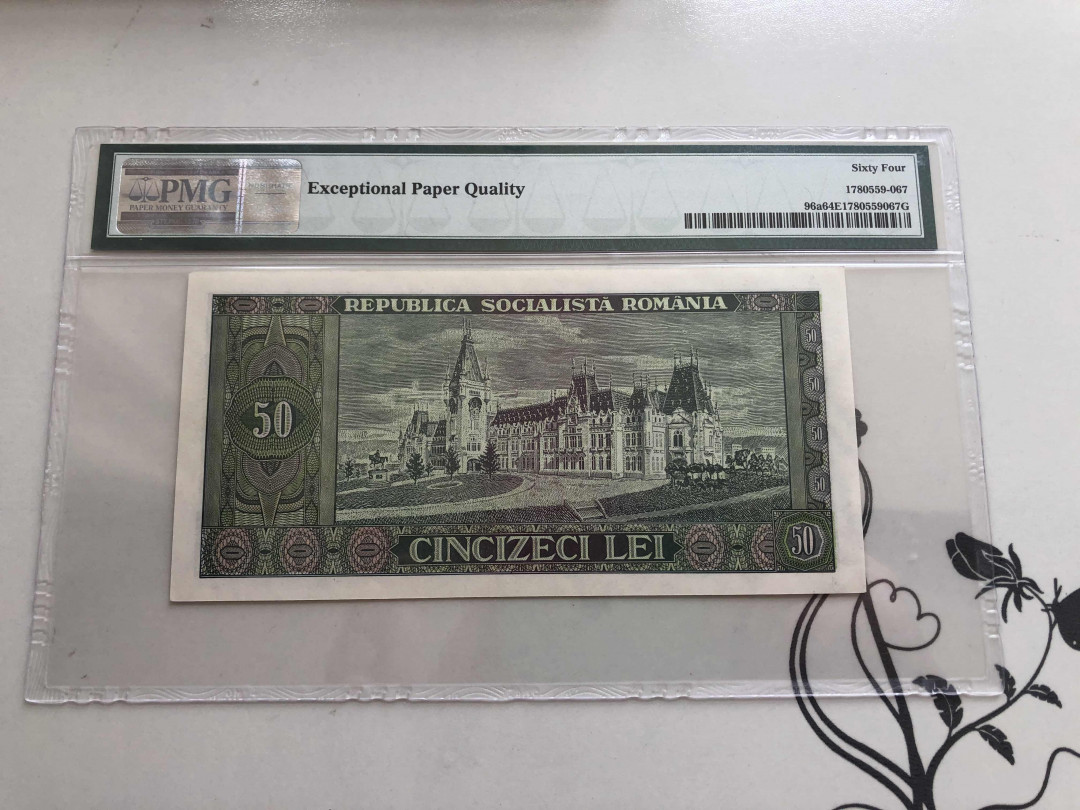 PMG
PAPER MONEY GUARANTY
Exceptional Paper Quality
Sixty Four
1780559-067
96a64E1780559067G
REPUBLICA SOCIALISTĂ ROMÂNIA
50
50
50
50
50
CINCIZECI LEI
50